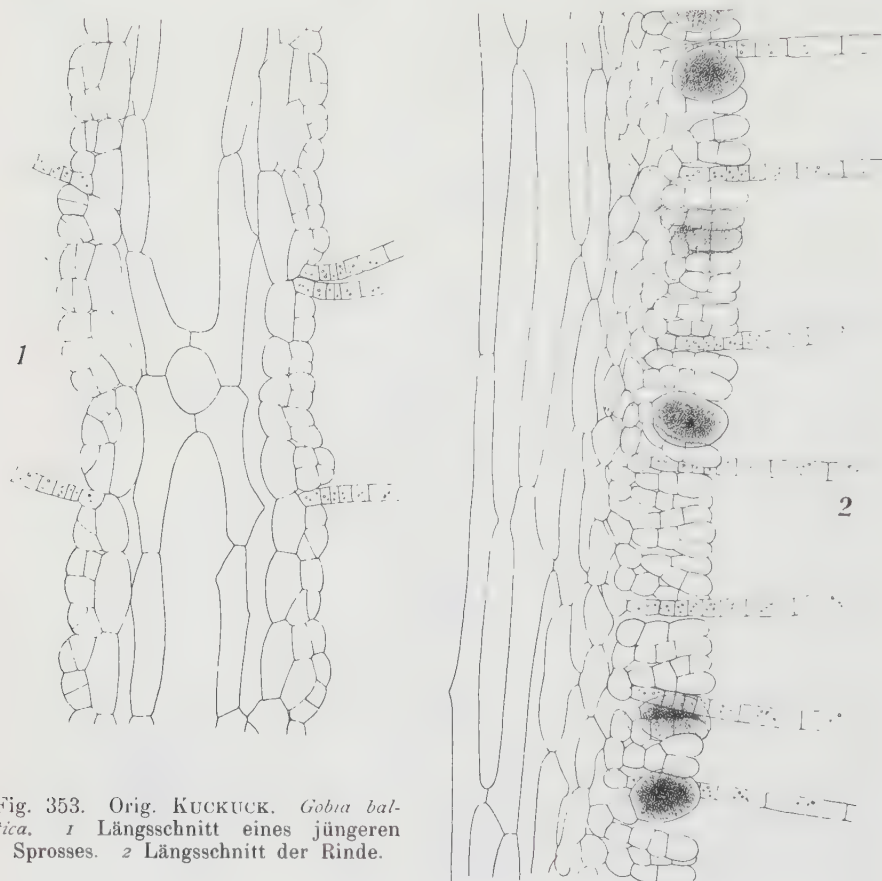 1
2
Fig. 353. Orig. KUCKUCK. Gobia bal-
tica. 1 Längsschnitt eines jüngeren
Sprosses. 2 Längsschnitt der Rinde.